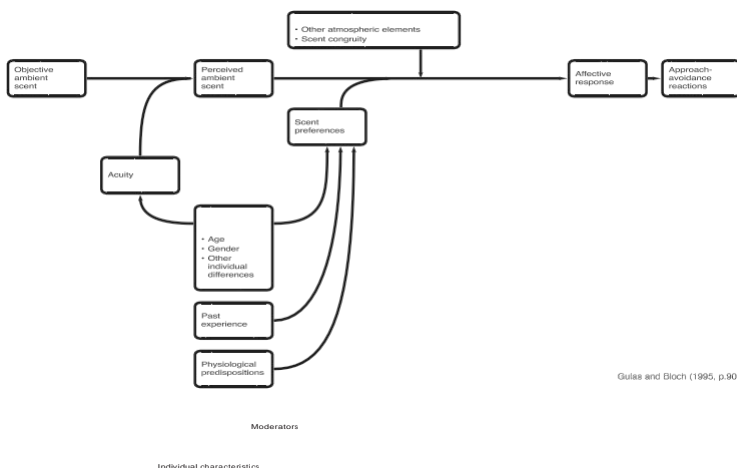 • Other atmospheric elements
• Scent congruity
Objective
ambient
scent
Perceived
ambient
scent
Affective
response
Approach-
avoidance
reactions
Scent
preferences
Acuity
• Age
• Gender
• Other
individual
differences
Past
experience
Physiological
predispositions
Gulas and Bloch (1995, p.90
Moderators
Individual characteristics